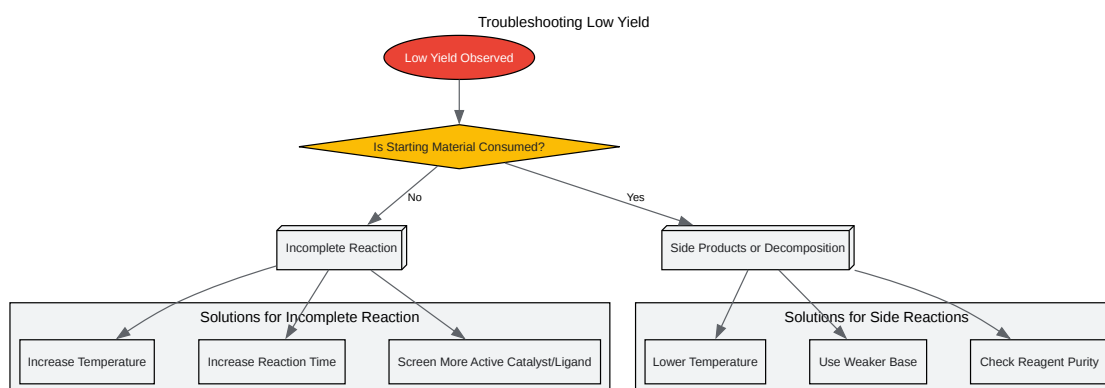 Troubleshooting Low Yield
Low Yield Observed
Is Starting Material Consumed?
No
Yes
Incomplete Reaction
Side Products or Decomposition
Solutions for Incomplete Reaction
Solutions for Side Reactions
Increase Temperature
Increase Reaction Time
Screen More Active Catalyst/Ligand
Lower Temperature
Use Weaker Base
Check Reagent Purity